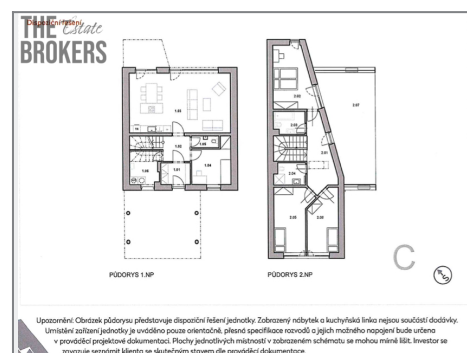 Dispoziční řešení
THE Estate
BROKERS
1.03
1.02
1.05
1.04
1.01
1.06
2.02
2.07
2.03
2.01
2.04
2.05
2.06
C
S
PŮDORYS 1.NP
PŮDORYS 2.NP
Upozornění: Obrázek půdorysu představuje dispoziční řešení jednotky. Zobrazený nábytek a kuchyňská linka nejsou součástí dodávky.
Umístění zařízení jednotky je uváděno pouze orientačně, přesná specifikace rozvodů a jejich možného napojení bude určena
v prováděcí projektové dokumentaci. Plochy jednotlivých místností v zobrazeném schématu se mohou mírně lišit. Investor se
zavazuje seznámit klienta se skutečným stavem dle prováděcí dokumentace.